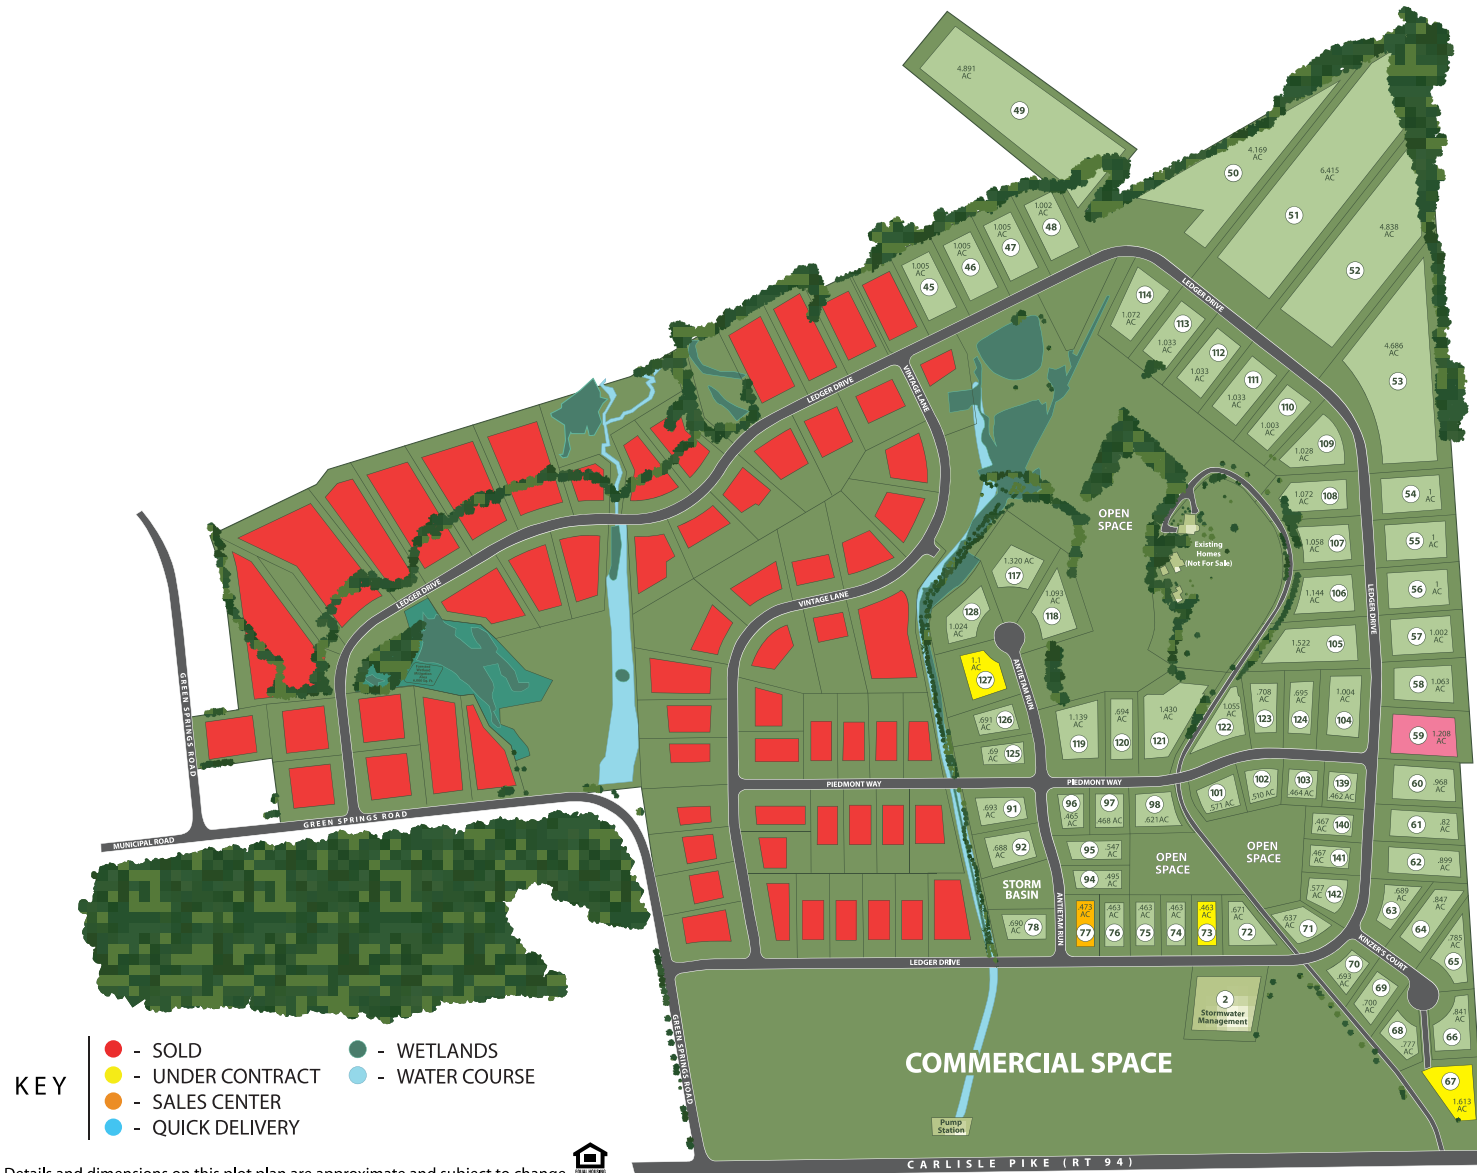 4.891
AC
49
4.169
AC
50
6.415
AC
51
4.838
AC
52
4.686
AC
53
1.005
AC
45
1.005
AC
46
1.005
AC
47
1.002
AC
48
LEDGER DRIVE
114
1.072
AC
113
1.033
AC
112
1.033
AC
111
1.033
AC
110
1.003
AC
109
1.028
AC
1.072
AC
108
1.058
AC
107
1.144
AC
106
1.522
AC
105
1.004
AC
104
54
1
AC
55
1
AC
56
1
AC
57
1.002
AC
58
1.063
AC
59
1.208
AC
60
.968
AC
61
.82
AC
62
.899
AC
LEDGER DRIVE
VINTAGE LANE
LEDGER DRIVE
OPEN
SPACE
Existing
Homes
(Not For Sale)
1.320 AC
117
1.093
AC
118
128
1.024
AC
1.1
AC
127
.691
AC
126
.69
AC
125
ANTIETAM RUN
1.139
AC
119
.694
AC
120
1.430
AC
121
1.055
AC
122
.708
AC
123
.695
AC
124
LEDGER DRIVE
VINTAGE LANE
GREEN SPRINGS ROAD
PIEDMONT WAY
PIEDMONT WAY
101
.571 AC
102
.510 AC
103
.464 AC
139
.462 AC
.467
AC
140
.467
AC
141
.577
AC
142
.693
AC
91
.688
AC
92
96
.465
AC
97
.468 AC
98
.621AC
95
.547
AC
94
.495
AC
OPEN
SPACE
OPEN
SPACE
STORM
BASIN
.690
AC
78
ANTIETAM RUN
.473
AC
77
.463
AC
76
.463
AC
75
.463
AC
74
.463
AC
73
.671
AC
72
.637
AC
71
.689
AC
63
.847
AC
64
.785
AC
65
KINZER'S COURT
70
.693
AC
69
.700
AC
68
.777
AC
.841
AC
66
67
1.613
AC
LEDGER DRIVE
MUNICIPAL ROAD
GREEN SPRINGS ROAD
GREEN SPRINGS ROAD
2
Stormwater
Management
COMMERCIAL SPACE
Pump
Station
CARLISLE PIKE (RT 94)
KEY
- SOLD
- UNDER CONTRACT
- SALES CENTER
- QUICK DELIVERY
- WETLANDS
- WATER COURSE
Details and dimensions on this plot plan are approximate and subject to change
EQUAL HOUSING